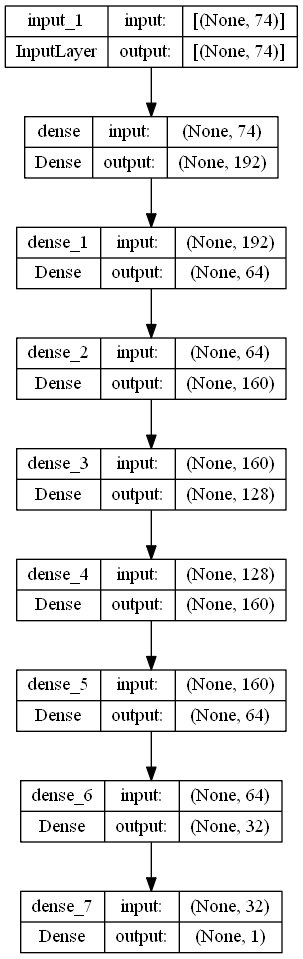 input_1 input: [(None, 74)]
InputLayer output: [(None, 74)]
dense input: (None, 74)
Dense output: (None, 192)
dense_1 input: (None, 192)
Dense output: (None, 64)
dense_2 input: (None, 64)
Dense output: (None, 160)
dense_3 input: (None, 160)
Dense output: (None, 128)
dense_4 input: (None, 128)
Dense output: (None, 160)
dense_5 input: (None, 160)
Dense output: (None, 64)
dense_6 input: (None, 64)
Dense output: (None, 32)
dense_7 input: (None, 32)
Dense output: (None, 1)